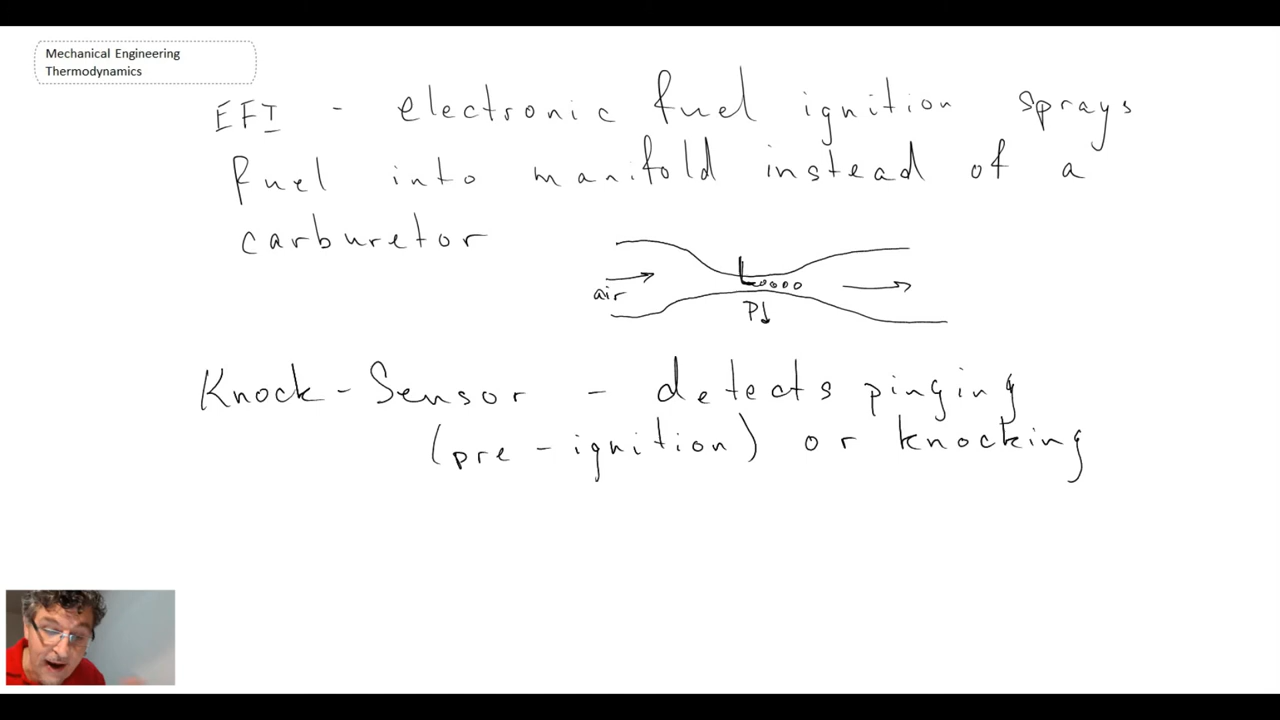 Mechanical Engineering
Thermodynamics
EFI - electronic fuel ignition sprays
fuel into manifold instead of a
carburetor
air
P↓
Knock-Sensor - detects pinging
(pre-ignition) or knocking